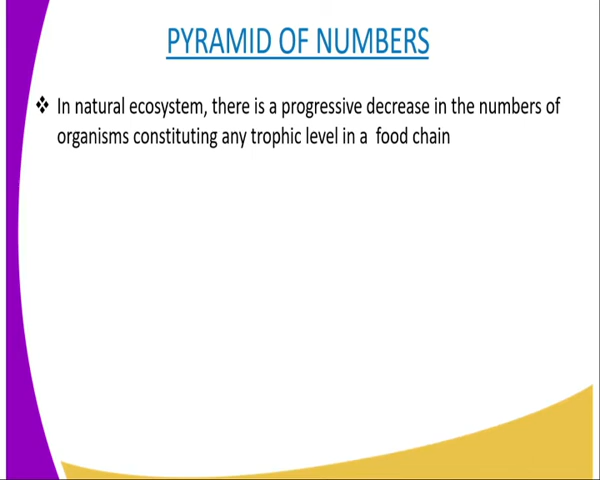 PYRAMID OF NUMBERS
❖ In natural ecosystem, there is a progressive decrease in the numbers of
organisms constituting any trophic level in a food chain